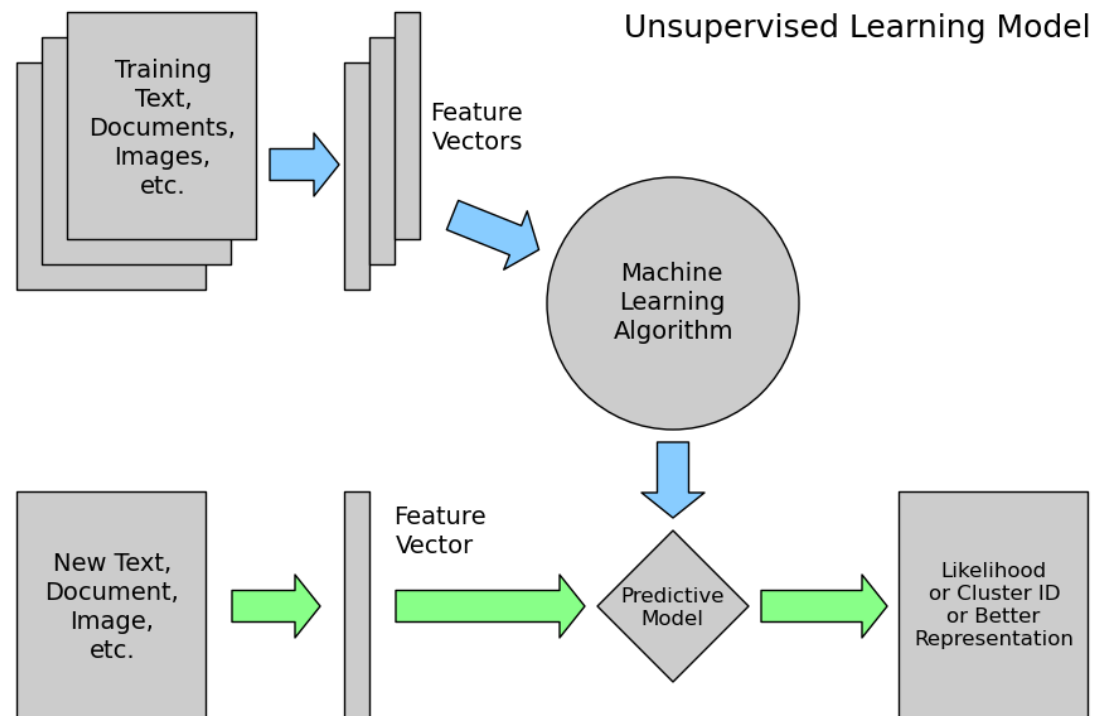 Unsupervised Learning Model
Training
Text,
Documents,
Images,
etc.
Feature
Vectors
Machine
Learning
Algorithm
New Text,
Document,
Image,
etc.
Feature
Vector
Predictive
Model
Likelihood
or Cluster ID
or Better
Representation